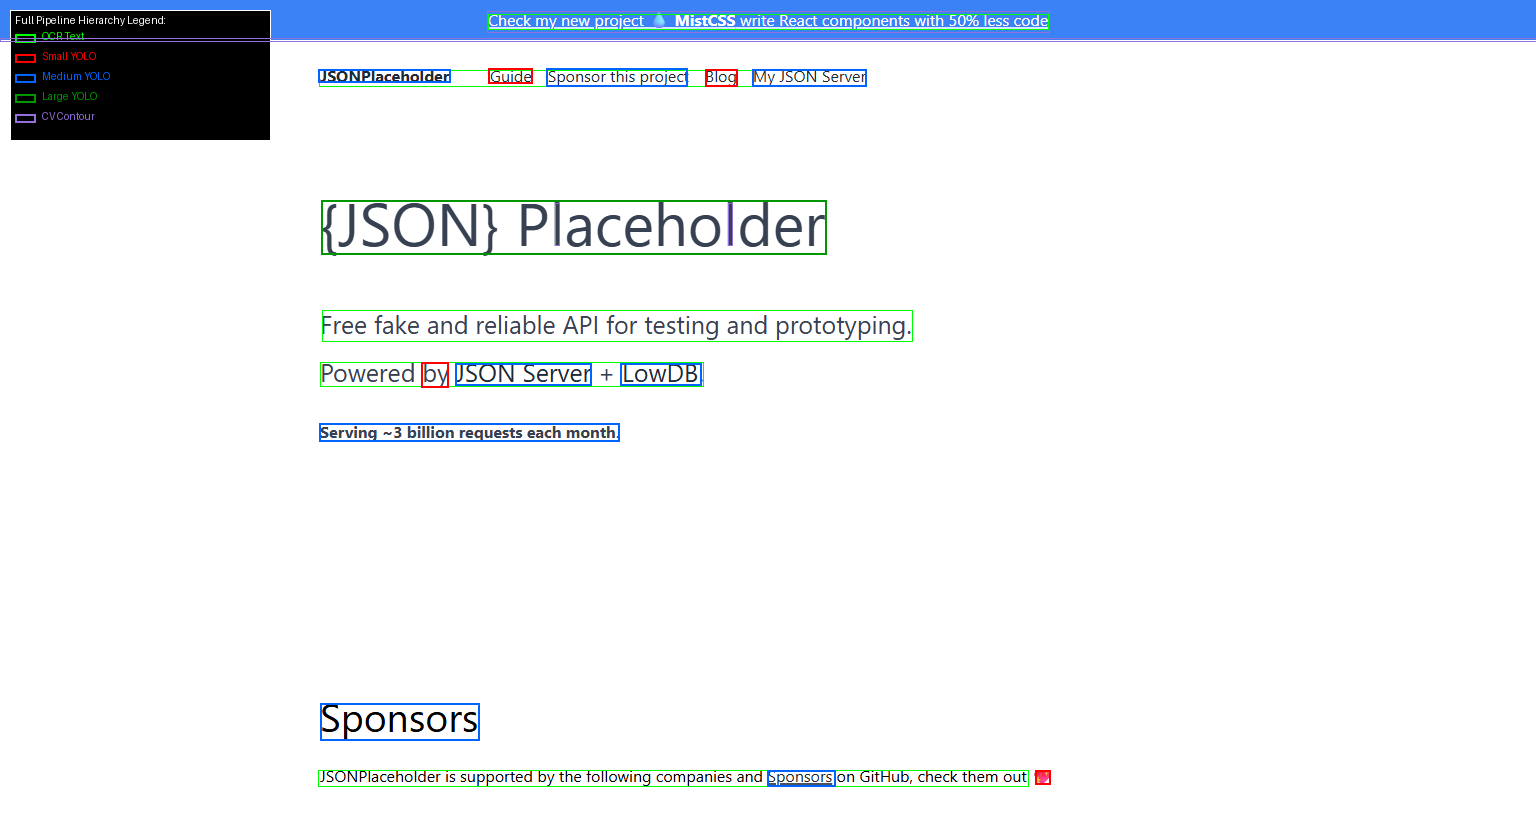 Full Pipeline Hierarchy Legend:
OCR Text
Small YOLO
Medium YOLO
Large YOLO
CV Contour
Check my new project 💧 MistCSS write React components with 50% less code
JSONPlaceholder Guide Sponsor this project Blog My JSON Server
{JSON} Placeholder
Free fake and reliable API for testing and prototyping.
Powered by JSON Server + LowDB.
Serving ~3 billion requests each month.
Sponsors
JSONPlaceholder is supported by the following companies and Sponsors on GitHub, check them out 💖